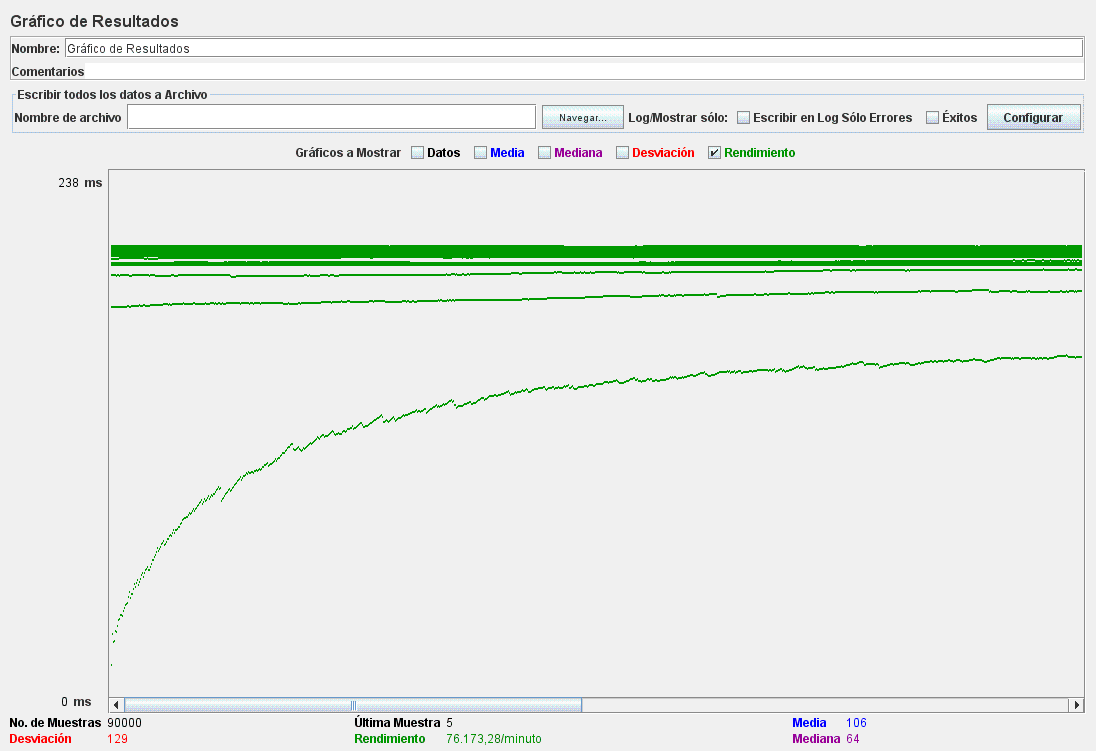 Gráfico de Resultados
Nombre: Gráfico de Resultados
Comentarios
Escribir todos los datos a Archivo
Nombre de archivo Navegar... Log/Mostrar sólo: Escribir en Log Sólo Errores Éxitos Configurar
Gráficos a Mostrar Datos Media Mediana Desviación Rendimiento
238 ms
0 ms
No. de Muestras 90000 Última Muestra 5 Media 106
Desviación 129 Rendimiento 76.173,28/minuto Mediana 64